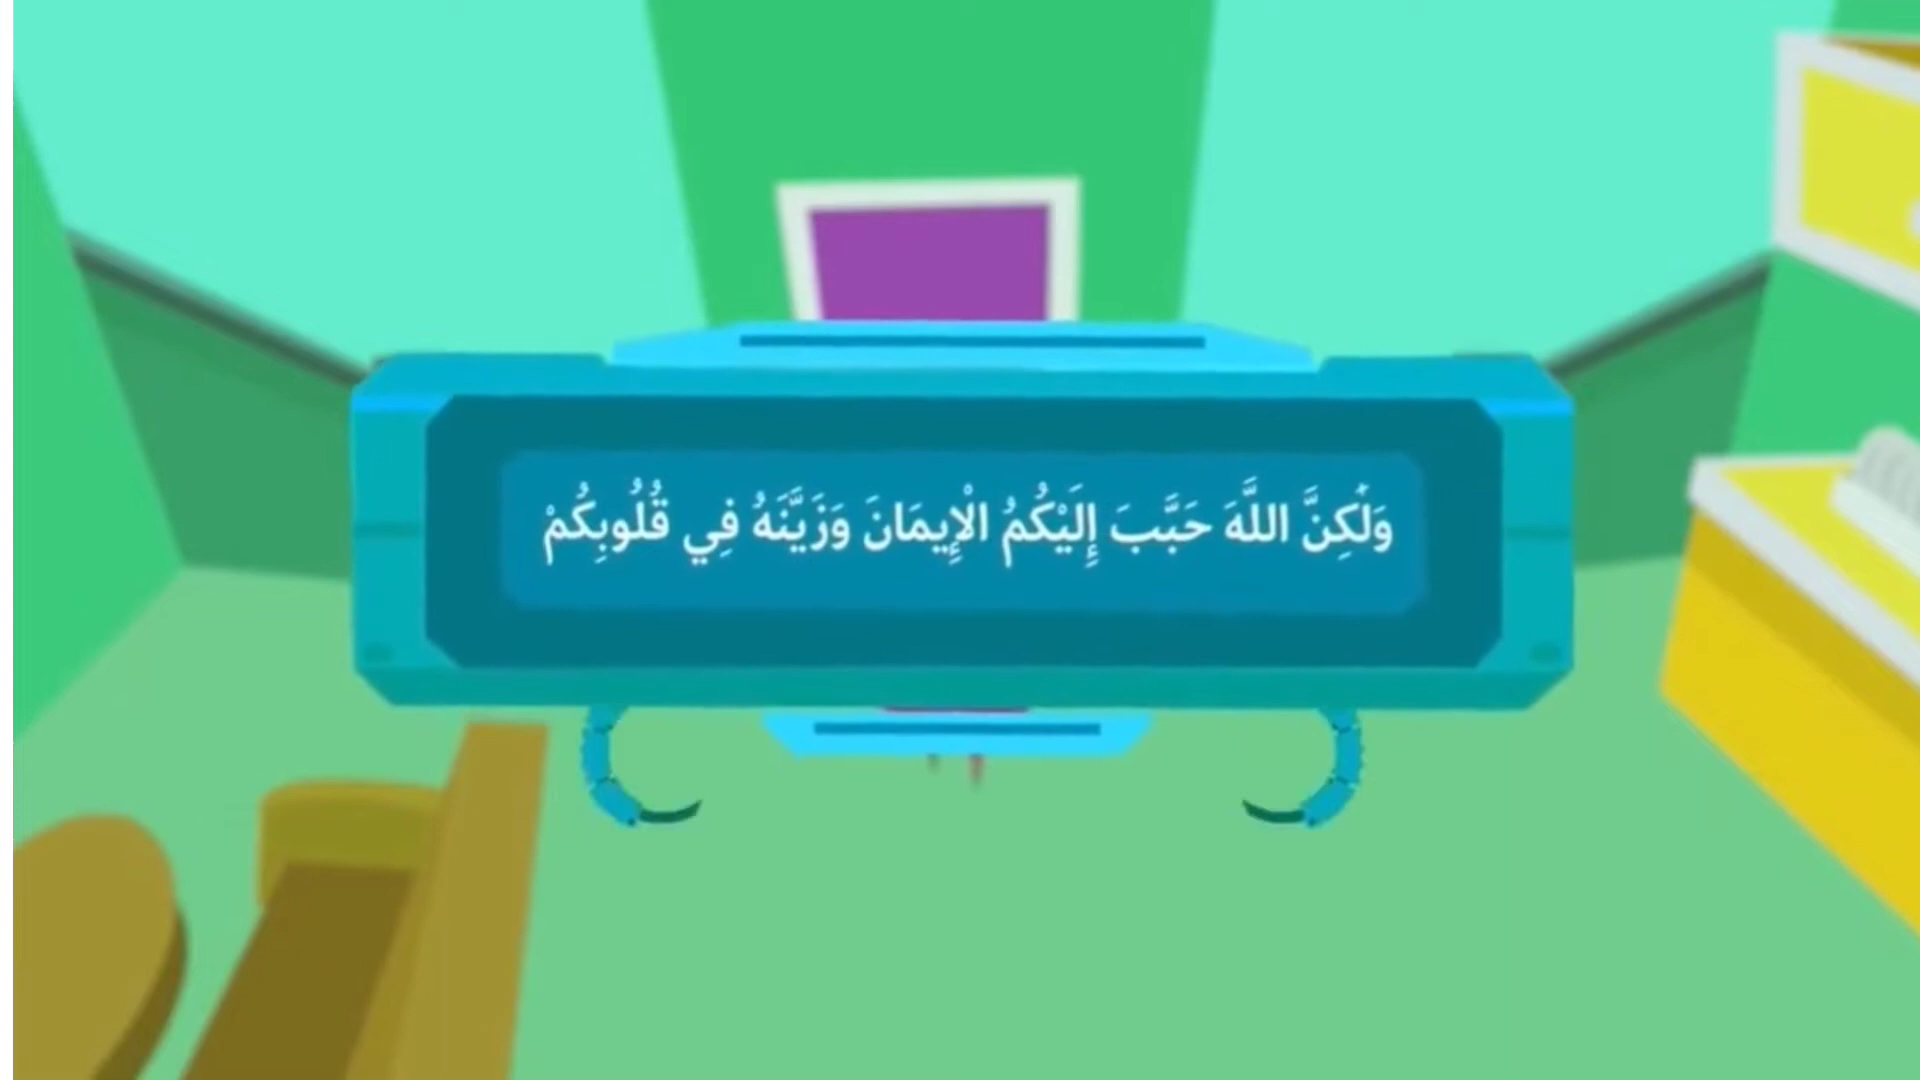 وَلَٰكِنَّ اللَّهَ حَبَّبَ إِلَيْكُمُ الْإِيمَانَ وَزَيَّنَهُ فِي قُلُوبِكُمْ